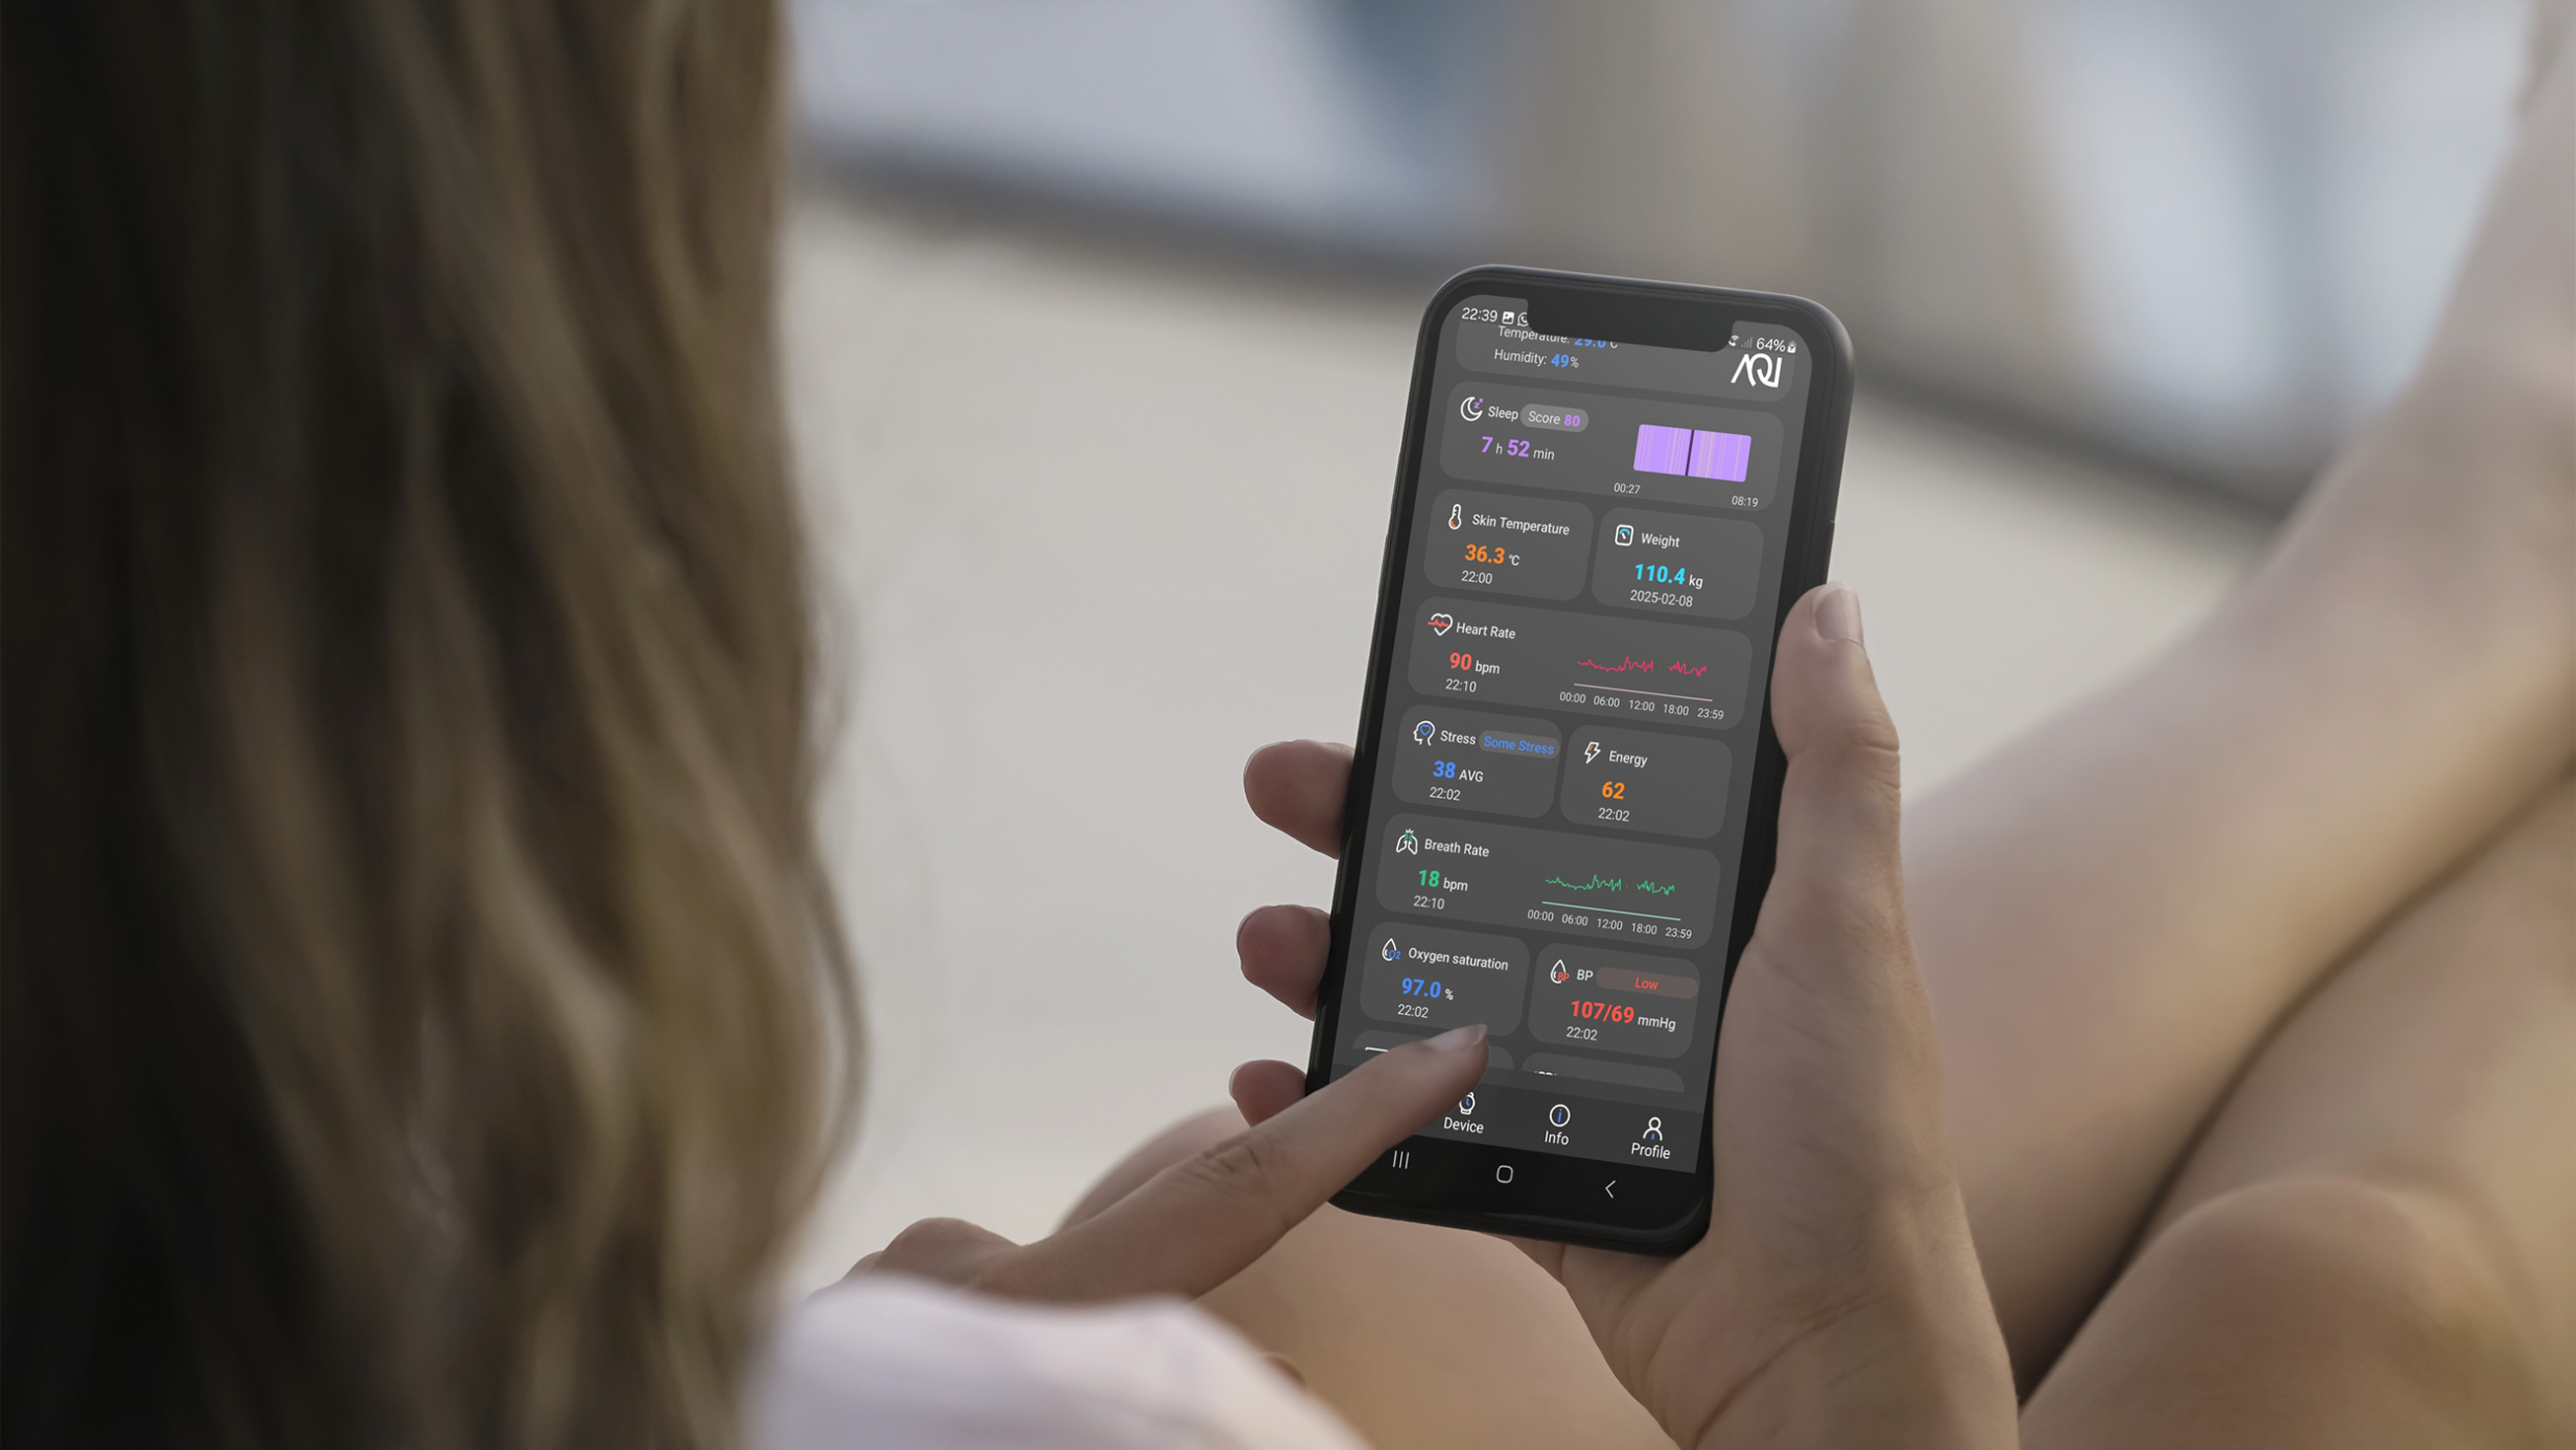 22:39
64%
Temperature: 29.0 °C
Humidity: 49%
Sleep Score 80
7 h 52 min
00:27 08:19
Skin Temperature
36.3 °C
22:00
Weight
110.4 kg
2025-02-08
Heart Rate
90 bpm
22:10
00:00 06:00 12:00 18:00 23:59
Stress Some Stress
38 AVG
22:02
Energy
62
22:02
Breath Rate
18 bpm
22:10
00:00 06:00 12:00 18:00 23:59
O2 Oxygen saturation
97.0 %
22:02
BP BP Low
107/69 mmHg
22:02
Device
Info
Profile